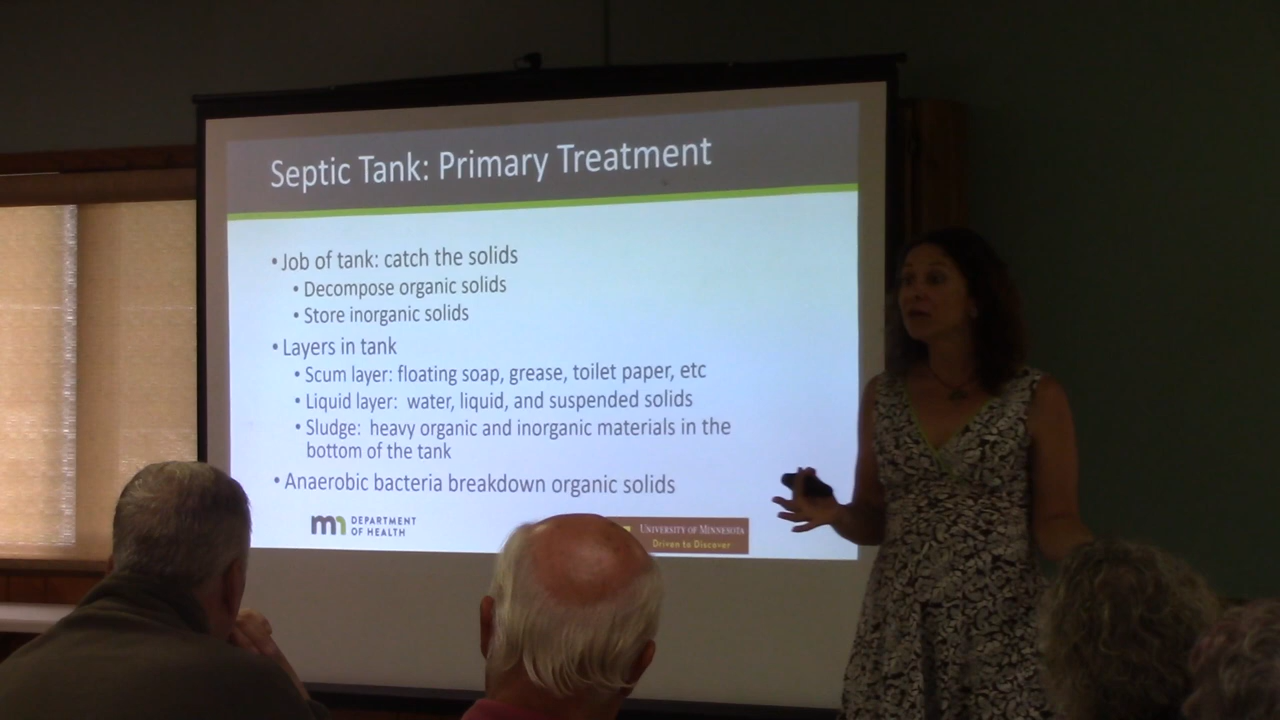 Septic Tank: Primary Treatment
• Job of tank: catch the solids
• Decompose organic solids
• Store inorganic solids
• Layers in tank
• Scum layer: floating soap, grease, toilet paper, etc
• Liquid layer: water, liquid, and suspended solids
• Sludge: heavy organic and inorganic materials in the
bottom of the tank
• Anaerobic bacteria breakdown organic solids
mn DEPARTMENT
OF HEALTH
UNIVERSITY OF MINNESOTA
Driven to Discover